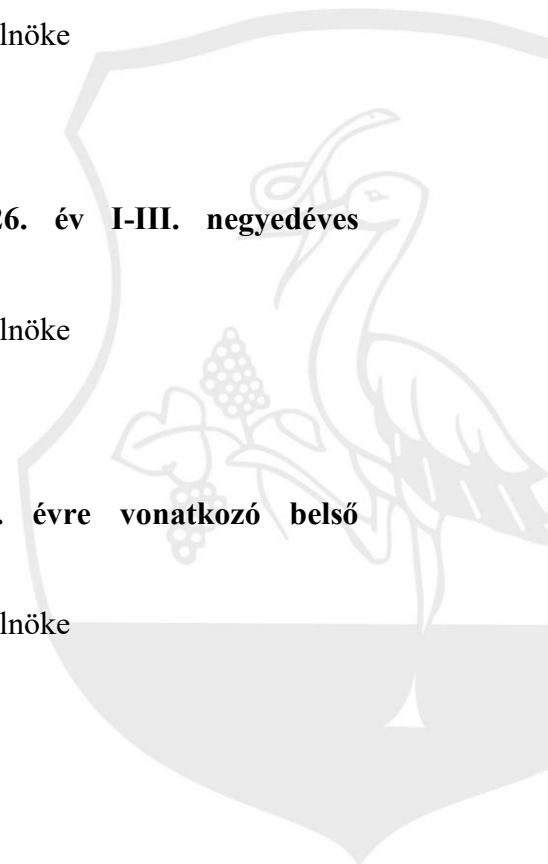 lnöke
26. év I-III. negyedéves
lnöke
. évre vonatkozó belső
lnöke